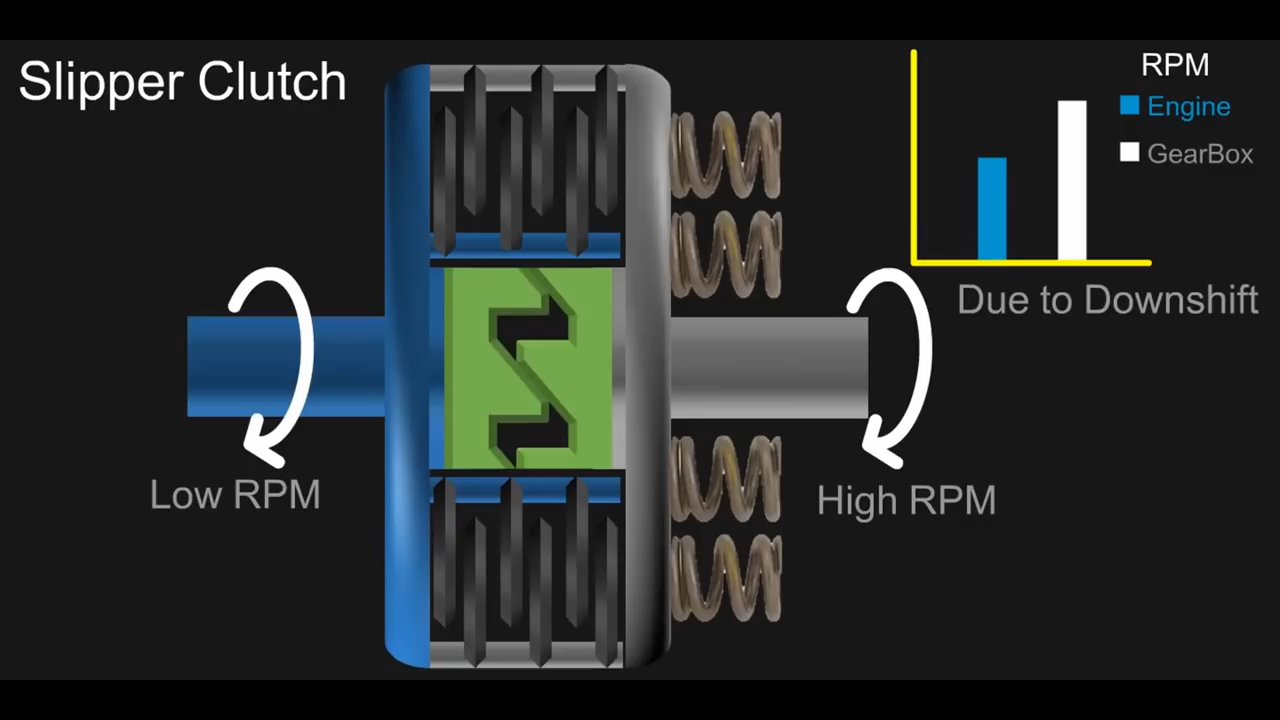 Slipper Clutch
RPM
Engine
GearBox
Due to Downshift
Low RPM
High RPM